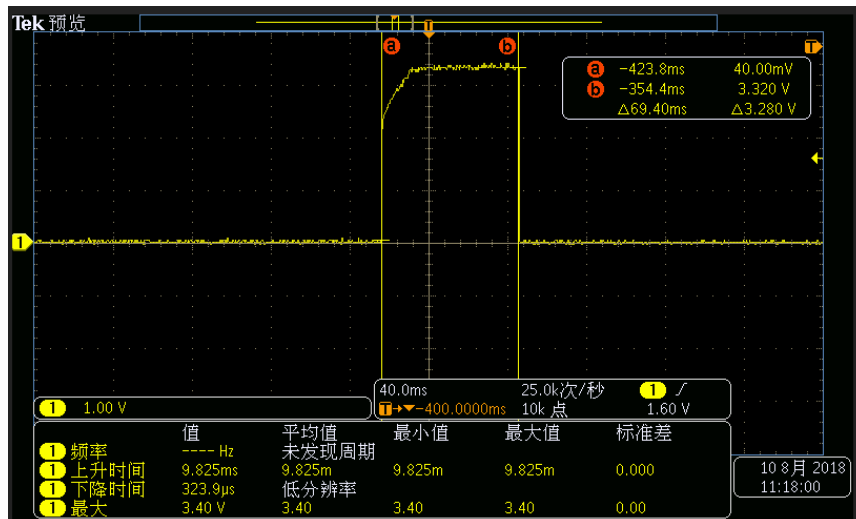 Tek 预览
T
a b T
a -423.8ms 40.00mV
b -354.4ms 3.320 V
△69.40ms △3.280 V
1
1 1.00 V
40.0ms 25.0k次/秒 1 /
T→▼-400.0000ms 10k 点 1.60 V
值 平均值 最小值 最大值 标准差
1 频率 ---- Hz 未发现周期
1 上升时间 9.825ms 9.825m 9.825m 9.825m 0.000
1 下降时间 323.9µs 低分辨率
1 最大 3.40 V 3.40 3.40 3.40 0.00
10 8月 2018
11:18:00